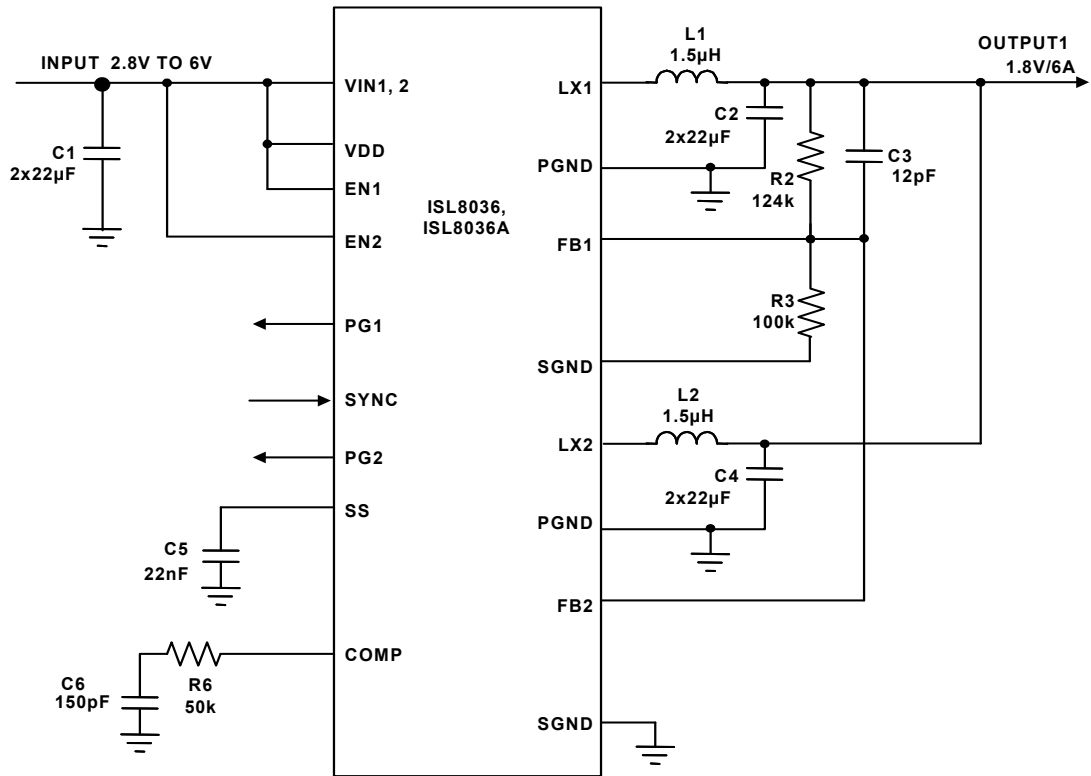 INPUT 2.8V TO 6V
C1
2x22µF
VIN1, 2
VDD
EN1
EN2
PG1
SYNC
PG2
SS
C5
22nF
COMP
R6
50k
C6
150pF
ISL8036,
ISL8036A
LX1
PGND
FB1
SGND
LX2
PGND
FB2
SGND
L1
1.5µH
C2
2x22µF
R2
124k
C3
12pF
R3
100k
L2
1.5µH
C4
2x22µF
OUTPUT1
1.8V/6A